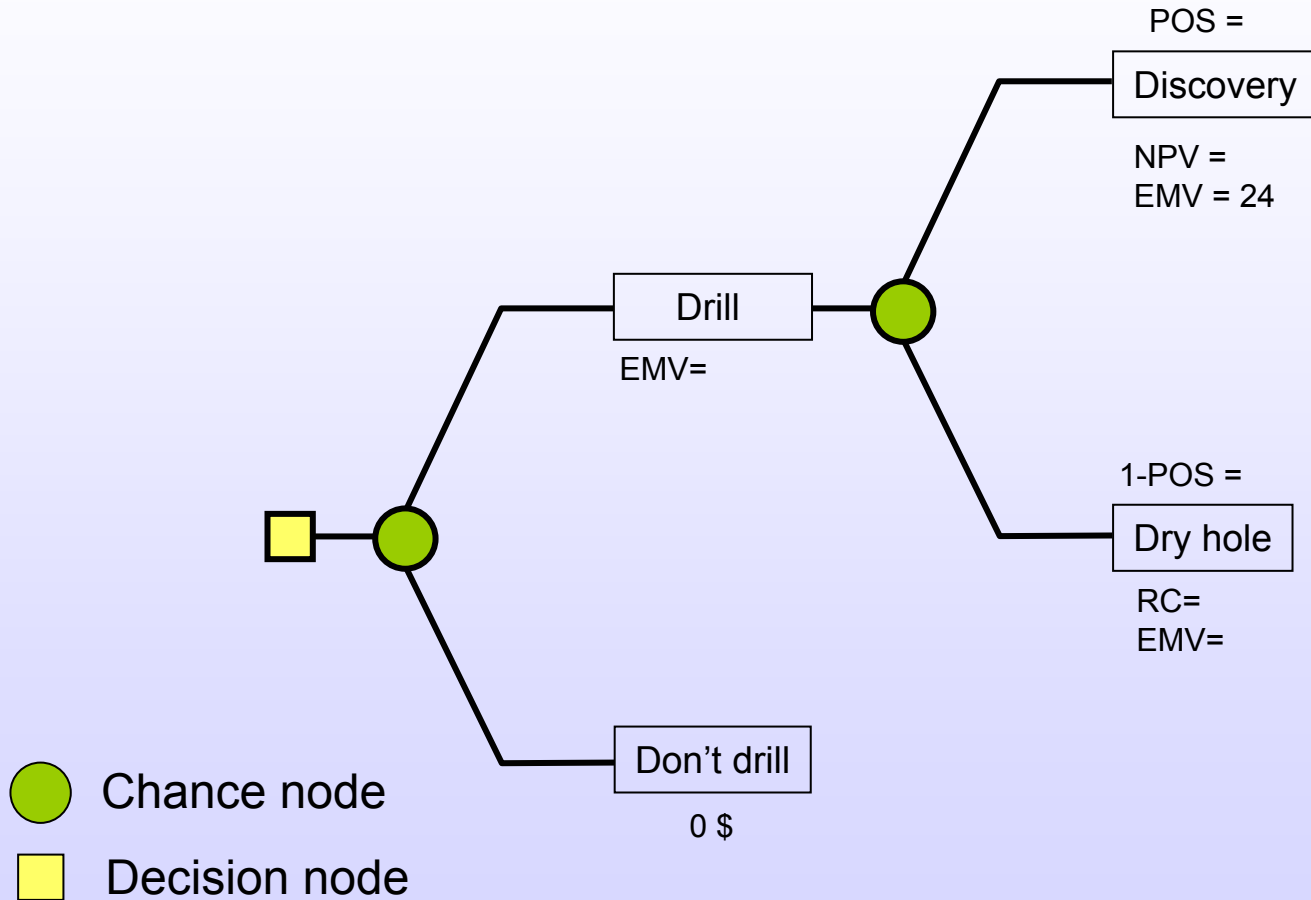 POS =
Discovery
NPV =
EMV = 24
Drill
EMV=
1-POS =
Dry hole
RC=
EMV=
Don’t drill
0 $
Chance node
Decision node